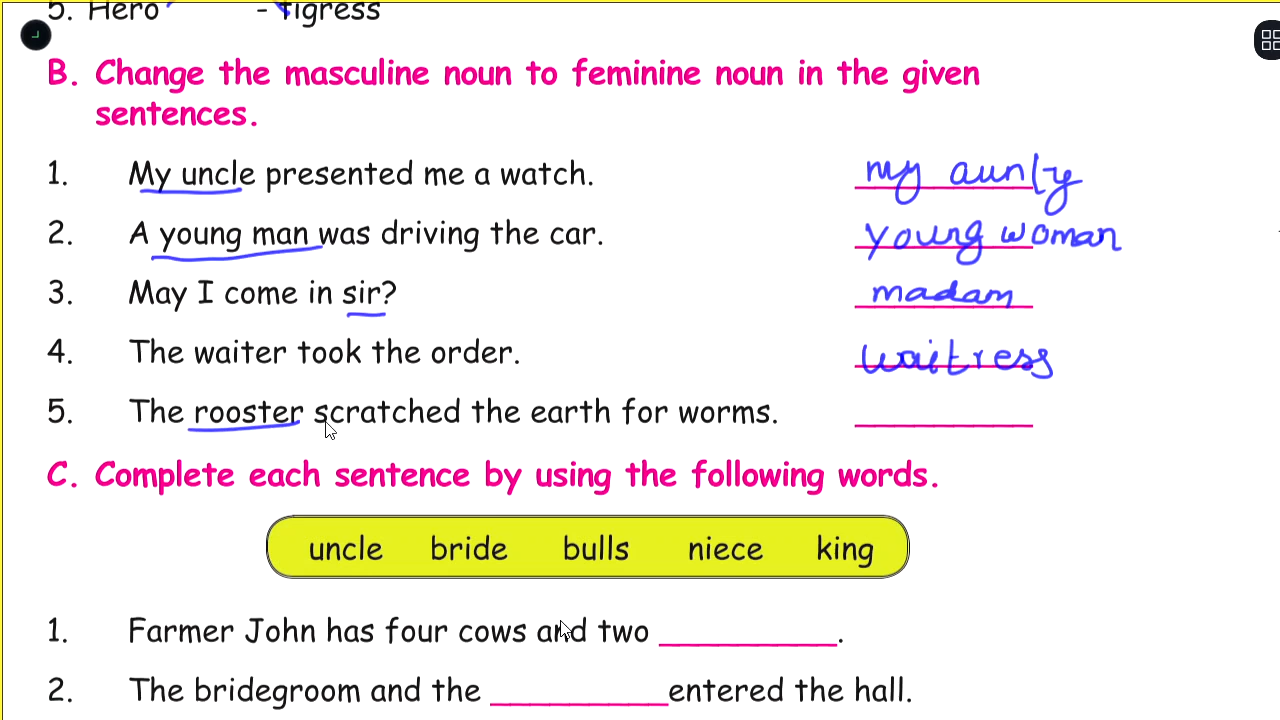 5. Hero - Tigress
B. Change the masculine noun to feminine noun in the given
sentences.
1. My uncle presented me a watch. my aunty
2. A young man was driving the car. young woman
3. May I come in sir? madam
4. The waiter took the order. waitress
5. The rooster scratched the earth for worms. __________
C. Complete each sentence by using the following words.
uncle bride bulls niece king
1. Farmer John has four cows and two __________.
2. The bridegroom and the __________entered the hall.